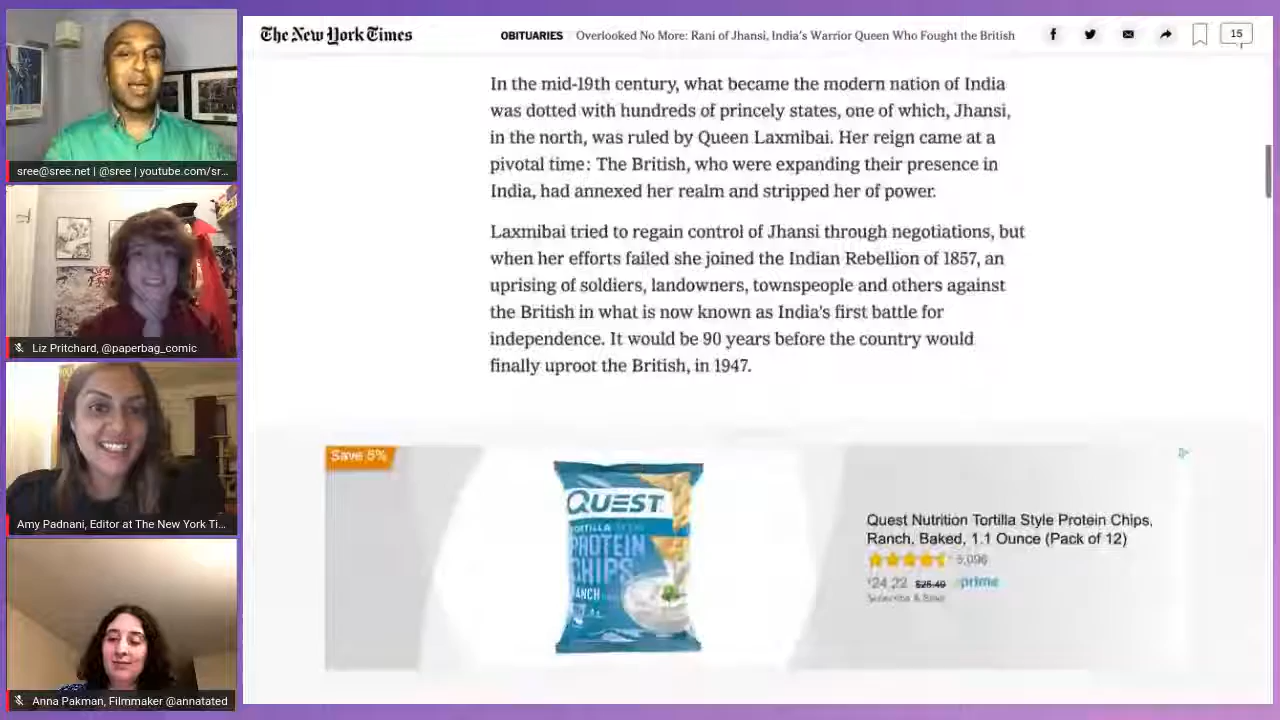 The New York Times
OBITUARIES Overlooked No More: Rani of Jhansi, India's Warrior Queen Who Fought the British
15
sree@sree.net | @sree | youtube.com/sr...
Liz Pritchard, @paperbag_comic
Amy Padnani, Editor at The New York Ti...
Anna Pakman, Filmmaker @annatated
In the mid-19th century, what became the modern nation of India
was dotted with hundreds of princely states, one of which, Jhansi,
in the north, was ruled by Queen Laxmibai. Her reign came at a
pivotal time: The British, who were expanding their presence in
India, had annexed her realm and stripped her of power.
Laxmibai tried to regain control of Jhansi through negotiations, but
when her efforts failed she joined the Indian Rebellion of 1857, an
uprising of soldiers, landowners, townspeople and others against
the British in what is now known as India's first battle for
independence. It would be 90 years before the country would
finally uproot the British, in 1947.
Save 5%
QUEST
TORTILLA STYLE
PROTEIN
CHIPS
RANCH
Quest Nutrition Tortilla Style Protein Chips,
Ranch, Baked, 1.1 Ounce (Pack of 12)
5,096
$24.22 $25.49 prime
Subscribe & Save